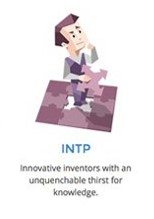 INTP
Innovative inventors with an
unquenchable thirst for
knowledge.